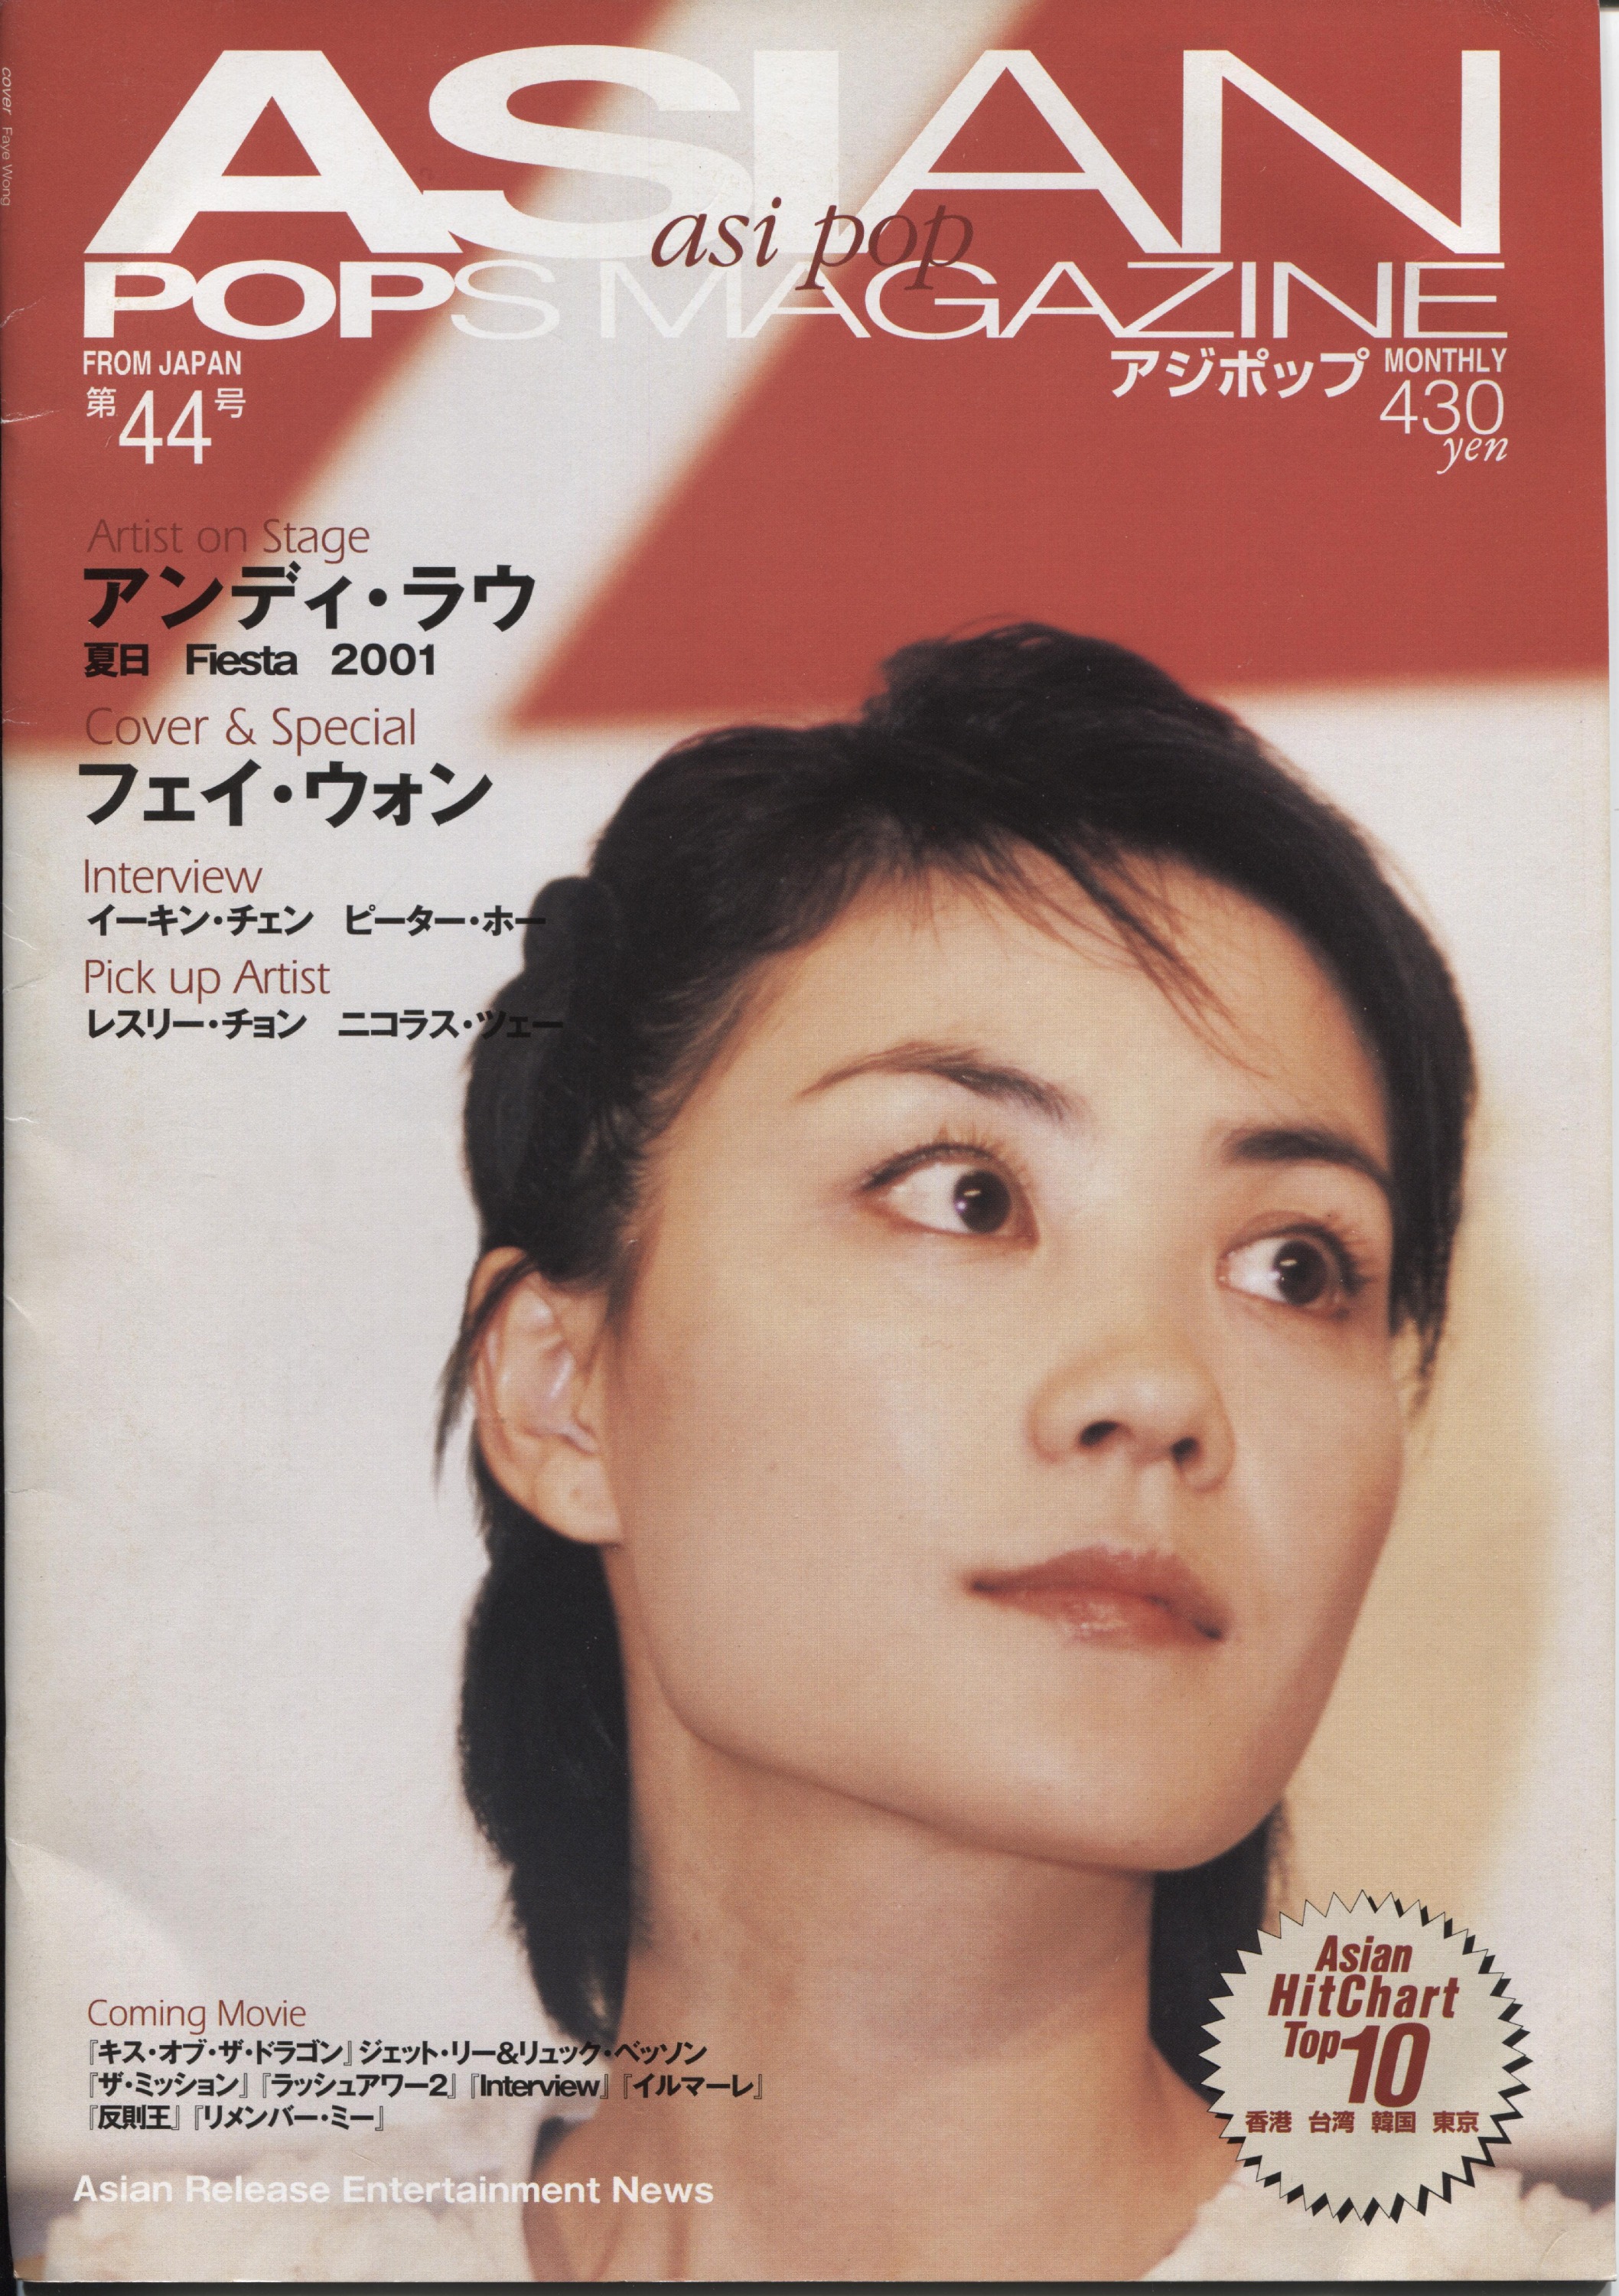 cover Faye Wong
ASIAN
asi pop
POPS MAGAZINE
FROM JAPAN
第44号
アジポップ MONTHLY
430
yen
Artist on Stage
アンディ・ラウ
夏日 Fiesta 2001
Cover & Special
フェイ・ウォン
Interview
イーキン・チェン ピーター・ホー
Pick up Artist
レスリー・チョン ニコラス・ツェー
Coming Movie
『キス・オブ・ザ・ドラゴン』ジェット・リー&リュック・ベッソン
『ザ・ミッション』『ラッシュアワー2』『Interview』『イルマーレ』
『反則王』『リメンバー・ミー』
Asian Release Entertainment News
Asian
HitChart
Top10
香港 台湾 韓国 東京